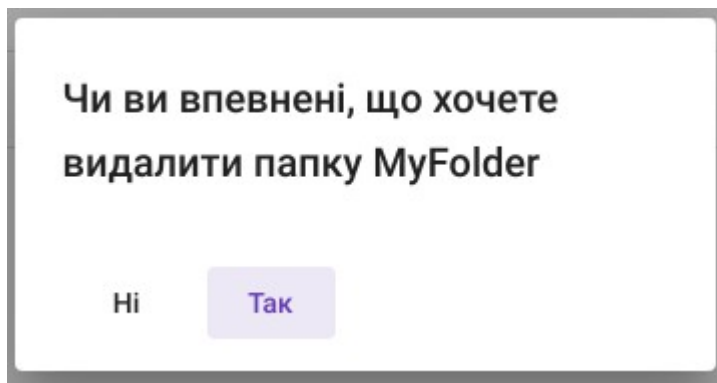 Чи ви впевнені, що хочете
видалити папку MyFolder
Ні Так